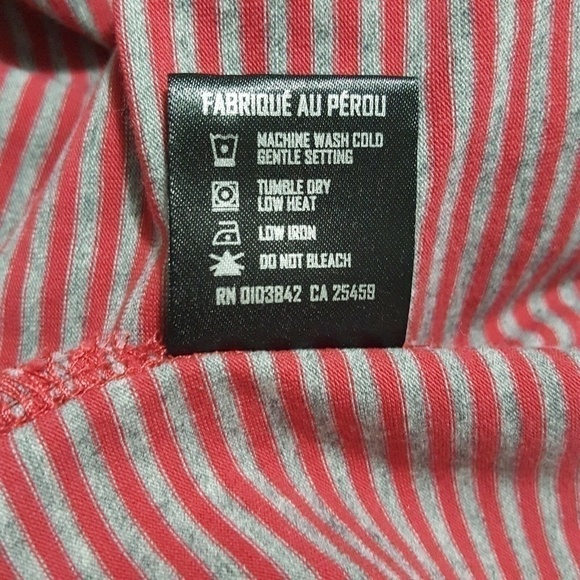 FABRIQUÉ AU PÉROU
MACHINE WASH COLD
GENTLE SETTING
TUMBLE DRY
LOW HEAT
LOW IRON
DO NOT BLEACH
RN 0103842 CA 25459